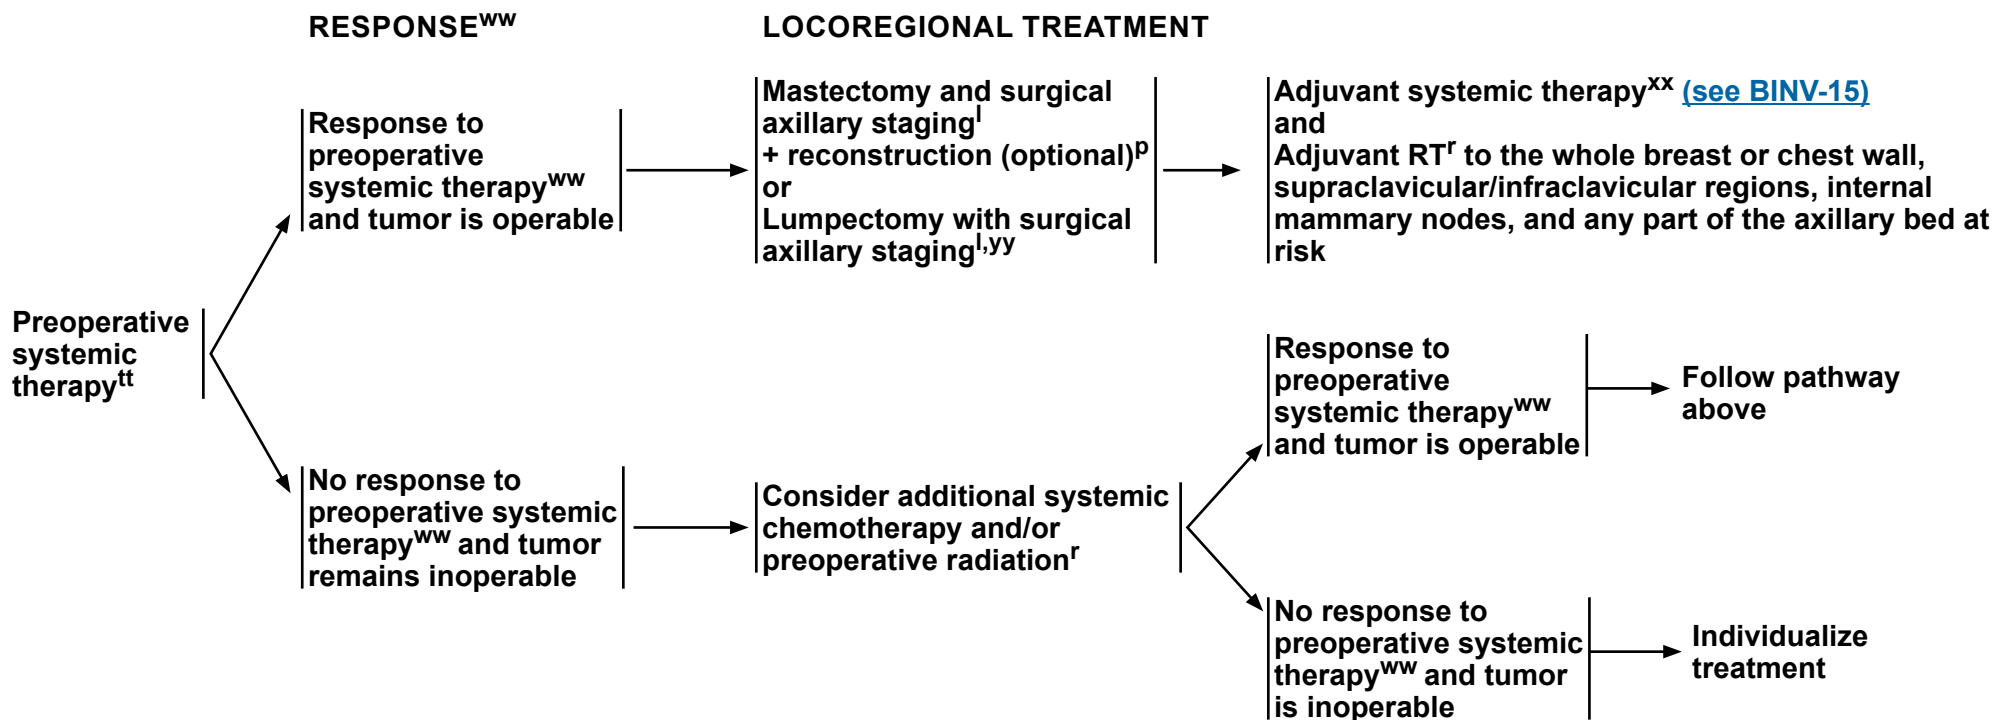 RESPONSEww
LOCOREGIONAL TREATMENT
Preoperative
systemic
therapytt
Response to
preoperative
systemic therapyww
and tumor is operable
Mastectomy and surgical
axillary stagingl
+ reconstruction (optional)p
or
Lumpectomy with surgical
axillary stagingl,yy
Adjuvant systemic therapyxx (see BINV-15)
and
Adjuvant RTr to the whole breast or chest wall,
supraclavicular/infraclavicular regions, internal
mammary nodes, and any part of the axillary bed at
risk
No response to
preoperative systemic
therapyww and tumor
remains inoperable
Consider additional systemic
chemotherapy and/or
preoperative radiationr
Response to
preoperative
systemic therapyww
and tumor is operable
Follow pathway
above
No response to
preoperative systemic
therapyww and tumor
is inoperable
Individualize
treatment